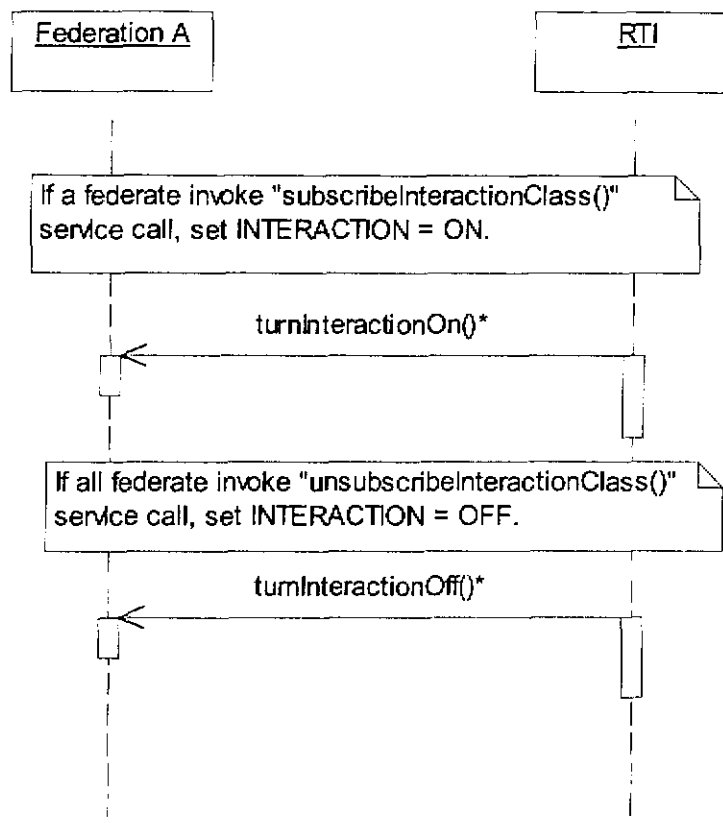 Federation A
RTI
If a federate invoke "subscribeInteractionClass()"
service call, set INTERACTION = ON.
turnInteractionOn()*
If all federate invoke "unsubscribeInteractionClass()"
service call, set INTERACTION = OFF.
turnInteractionOff()*